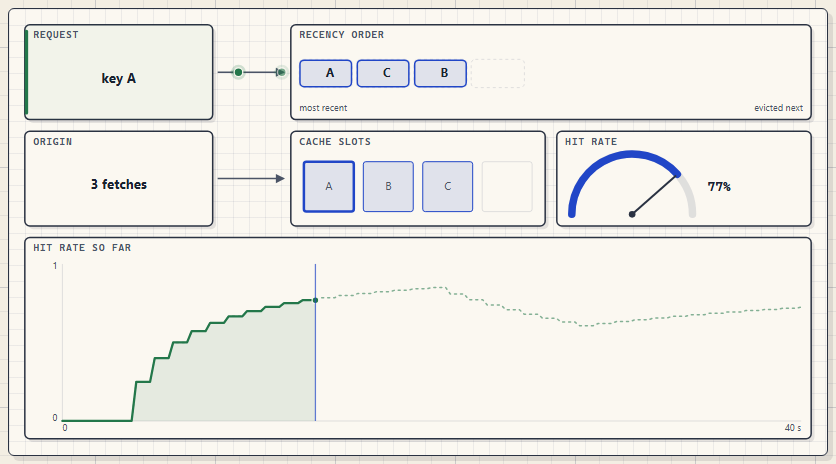 REQUEST
key A
RECENCY ORDER
A
C
B
most recent
evicted next
ORIGIN
3 fetches
CACHE SLOTS
A
B
C
HIT RATE
77%
HIT RATE SO FAR
1
0
0
40 s